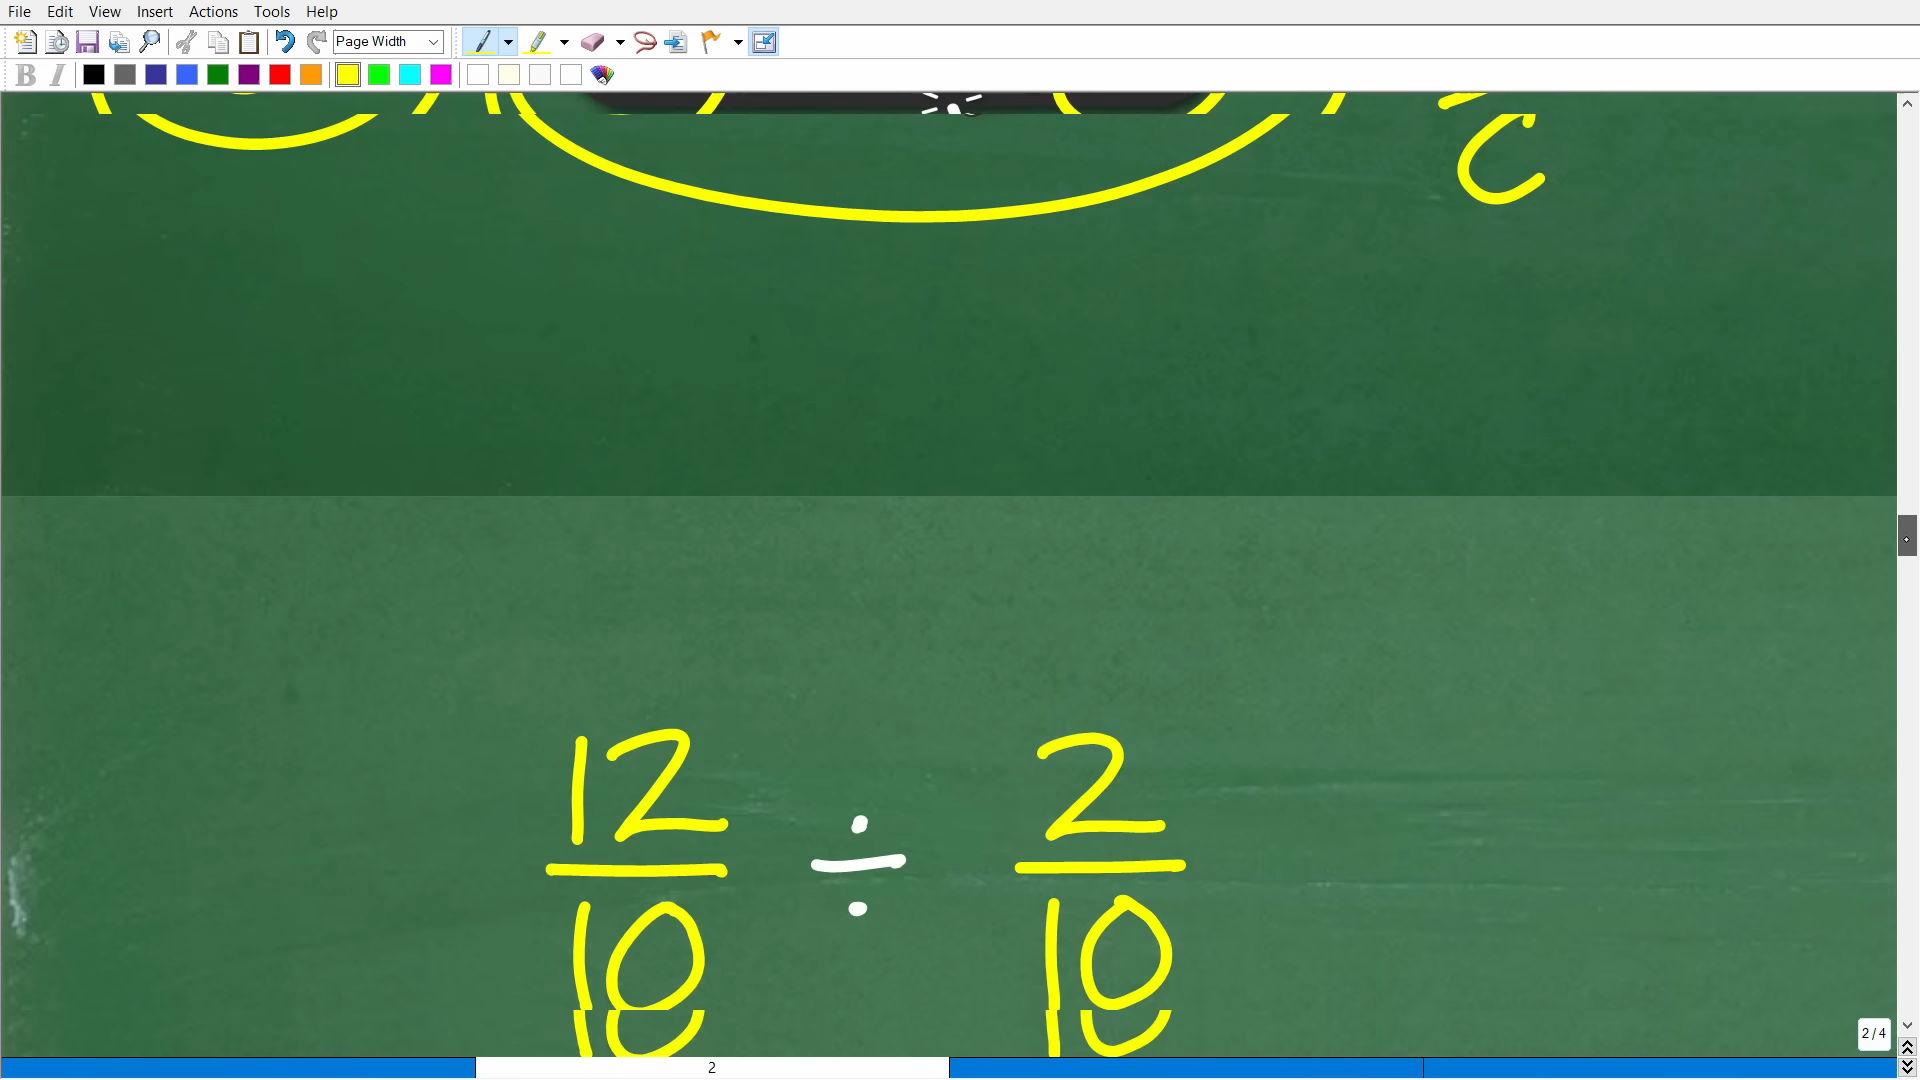 File Edit View Insert Actions Tools Help
Page Width
B I
c
12/10 ÷ 2/10
2 / 4
2